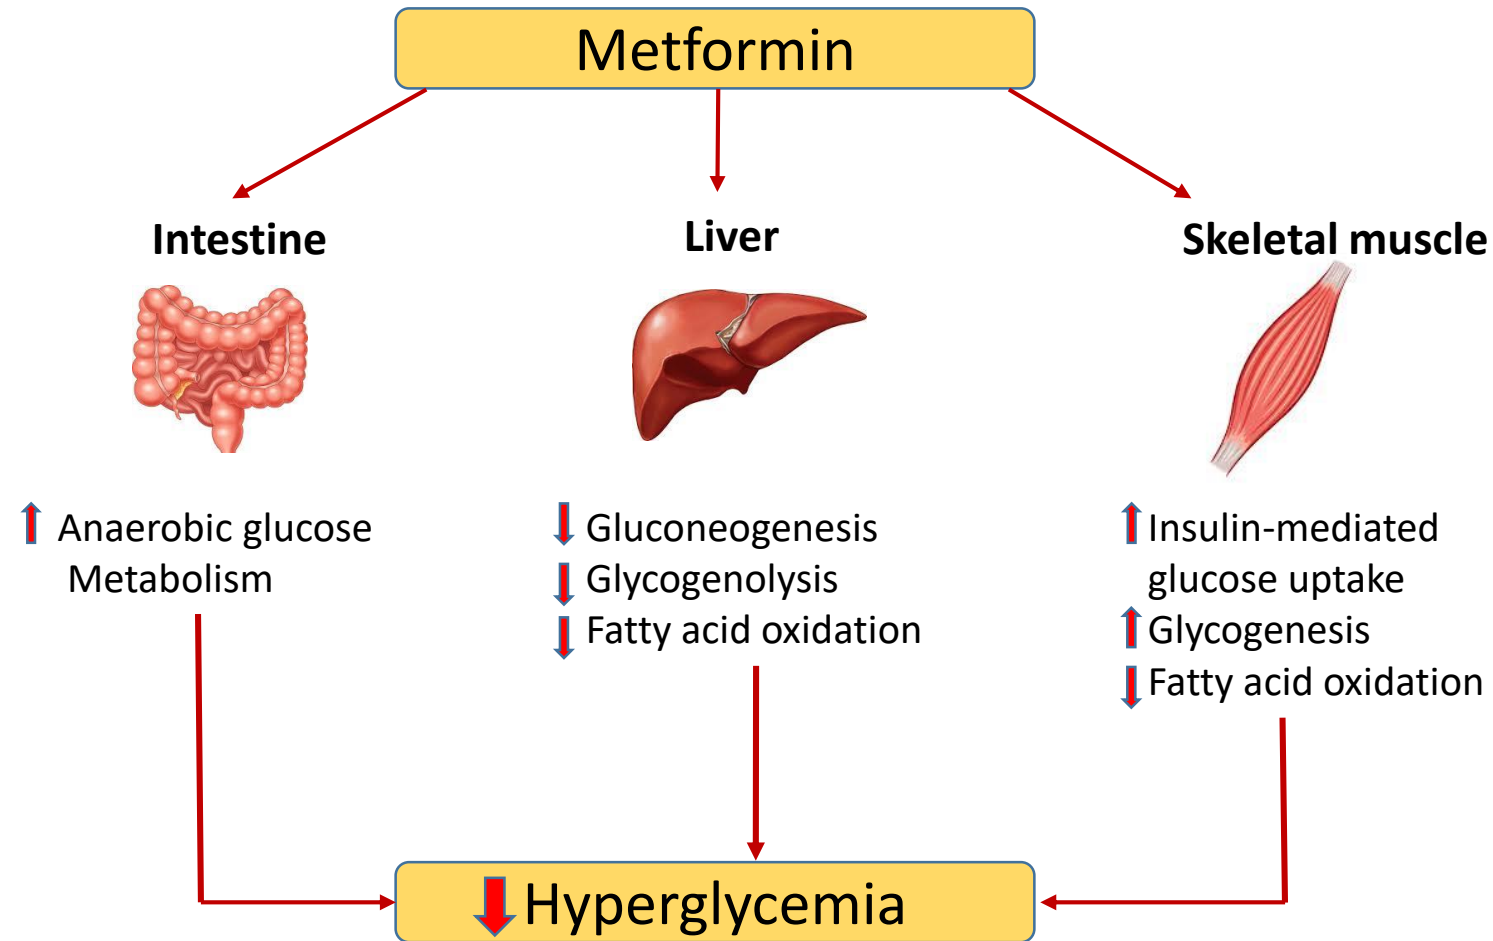 Metformin
Intestine
Liver
Skeletal muscle
Anaerobic glucose
Metabolism
Gluconeogenesis
Glycogenolysis
Fatty acid oxidation
Insulin-mediated
glucose uptake
Glycogenesis
Fatty acid oxidation
Hyperglycemia